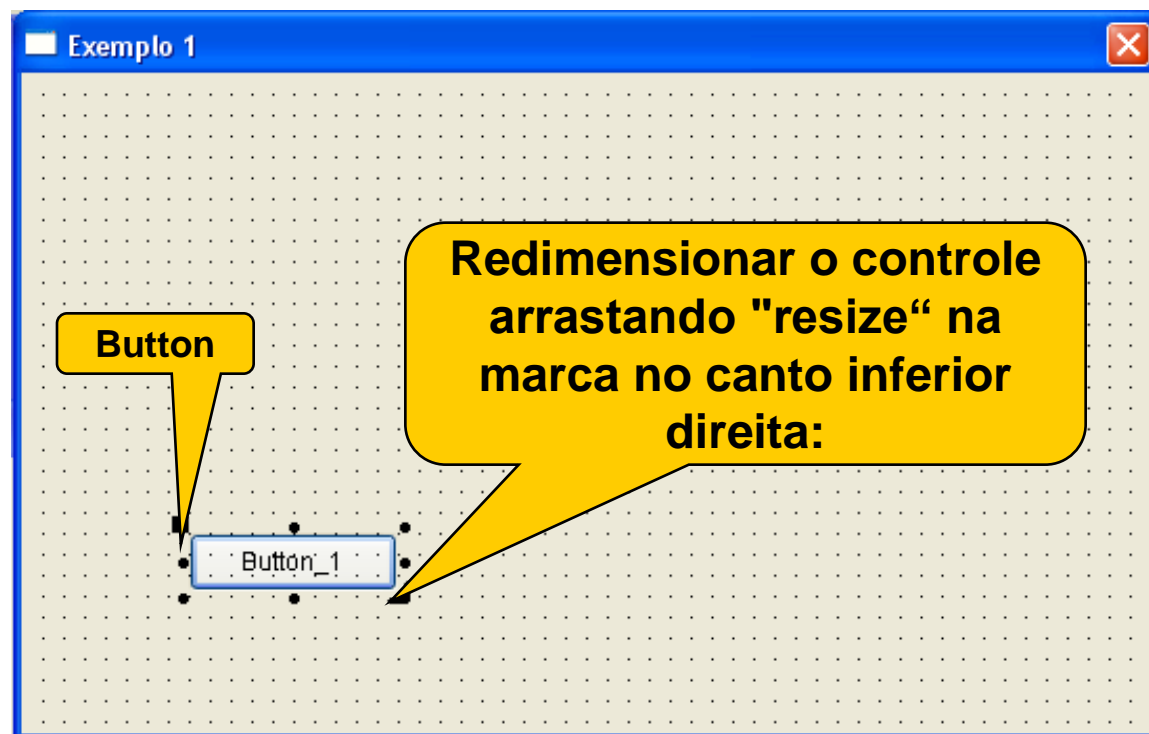 Exemplo 1
Redimensionar o controle
arrastando "resize“ na
marca no canto inferior
direita:
Button
Button_1